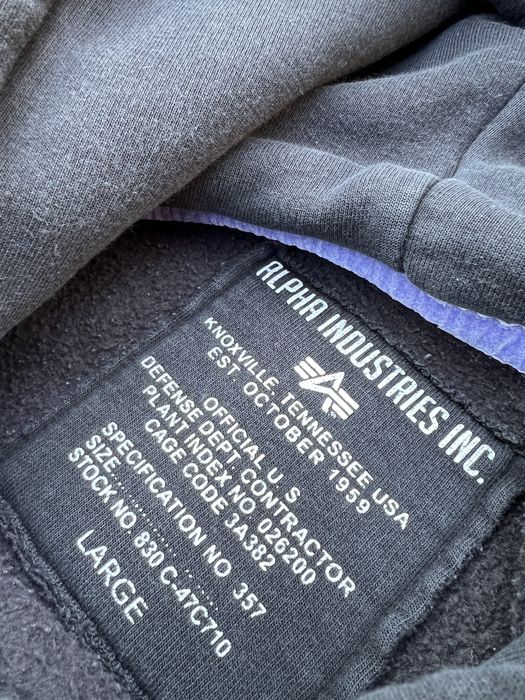 ALPHA INDUSTRIES INC.
KNOXVILLE, TENNESSEE USA
EST. OCTOBER 1959
OFFICIAL U S
DEFENSE DEPT. CONTRACTOR
PLANT INDEX NO 026200
CAGE CODE 3A382
SPECIFICATION NO 357
SIZE....................
STOCK NO 830 C-47C710
LARGE